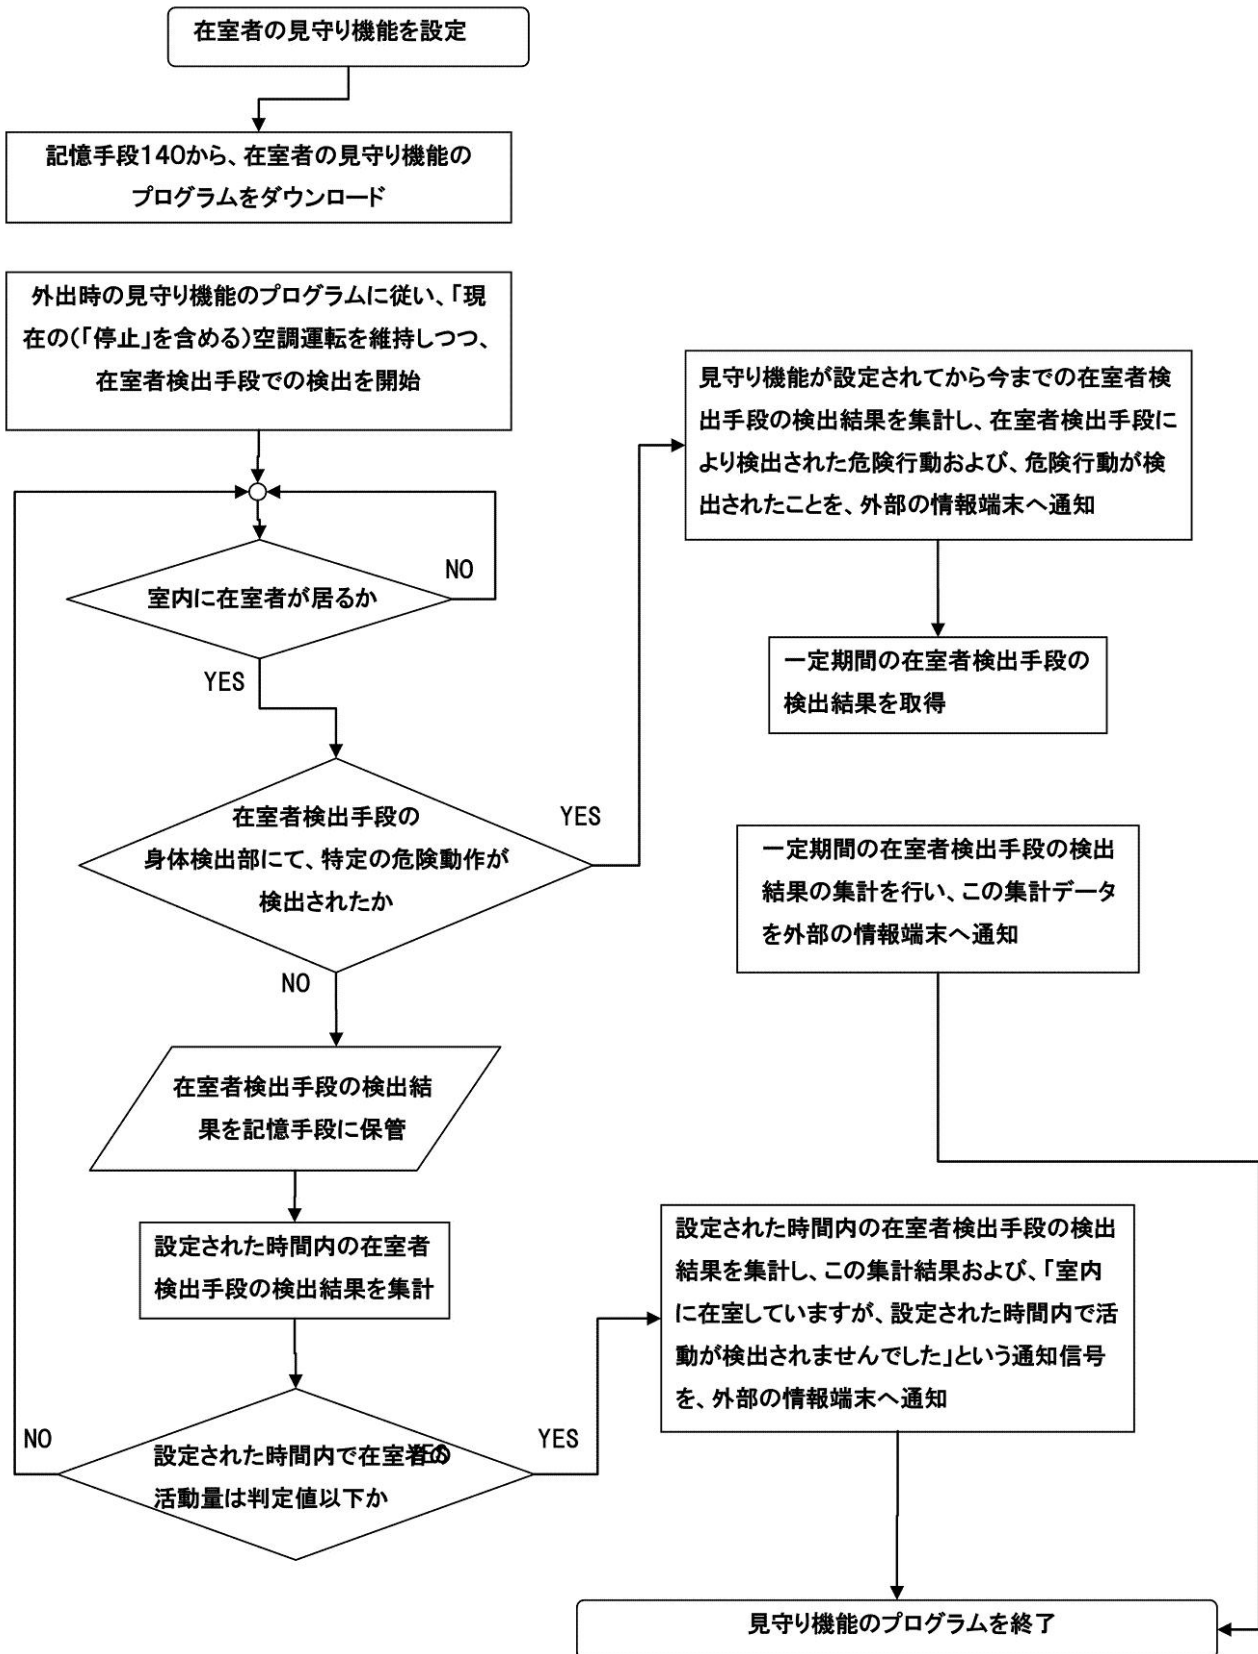 在室者の見守り機能を設定
記憶手段140から、在室者の見守り機能の
プログラムをダウンロード
外出時の見守り機能のプログラムに従い、「現
在の(「停止」を含める)空調運転を維持しつつ、
在室者検出手段での検出を開始
室内に在室者が居るか
NO
YES
在室者検出手段の
身体検出部にて、特定の危険動作が
検出されたか
YES
NO
見守り機能が設定されてから今までの在室者検
出手段の検出結果を集計し、在室者検出手段に
より検出された危険行動および、危険行動が検
出されたことを、外部の情報端末へ通知
一定期間の在室者検出手段の
検出結果を取得
一定期間の在室者検出手段の検出
結果の集計を行い、この集計データ
を外部の情報端末へ通知
在室者検出手段の検出結
果を記憶手段に保管
設定された時間内の在室者
検出手段の検出結果を集計
設定された時間内で在室者の
活動量は判定値以下か
YES
NO
YES
設定された時間内の在室者検出手段の検出
結果を集計し、この集計結果および、「室内
に在室していますが、設定された時間内で活
動が検出されませんでした」という通知信号
を、外部の情報端末へ通知
見守り機能のプログラムを終了